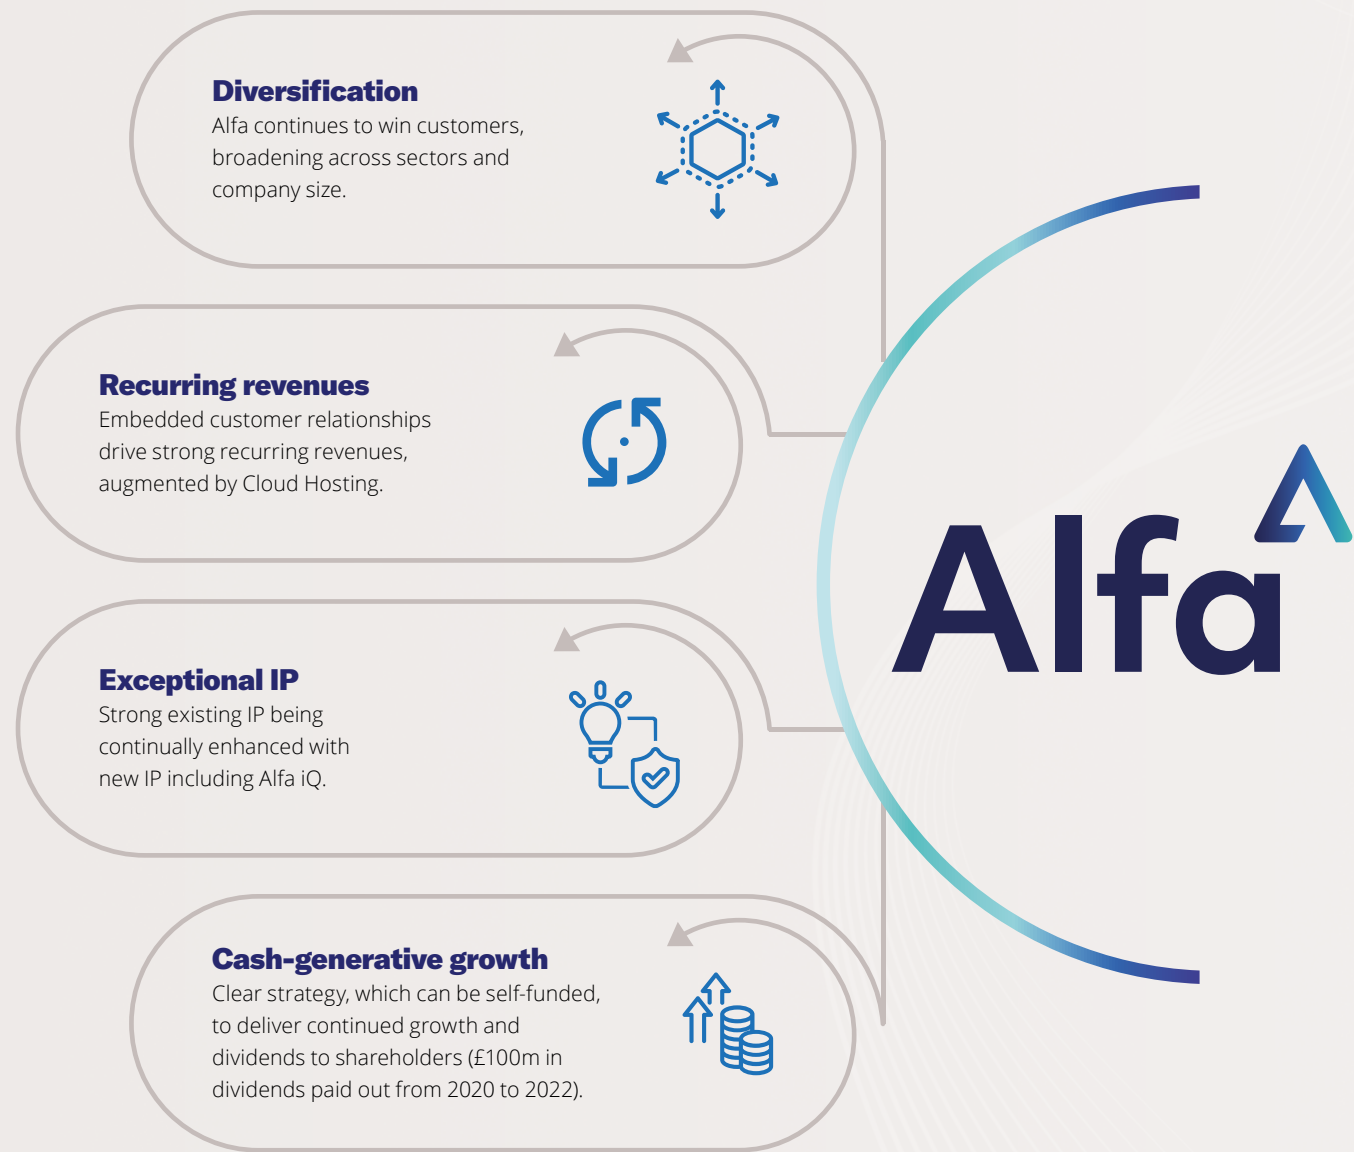 Diversification
Alfa continues to win customers,
broadening across sectors and
company size.
Recurring revenues
Embedded customer relationships
drive strong recurring revenues,
augmented by Cloud Hosting.
Alfa
Exceptional IP
Strong existing IP being
continually enhanced with
new IP including Alfa iQ.
Cash-generative growth
Clear strategy, which can be self-funded,
to deliver continued growth and
dividends to shareholders (£100m in
dividends paid out from 2020 to 2022).